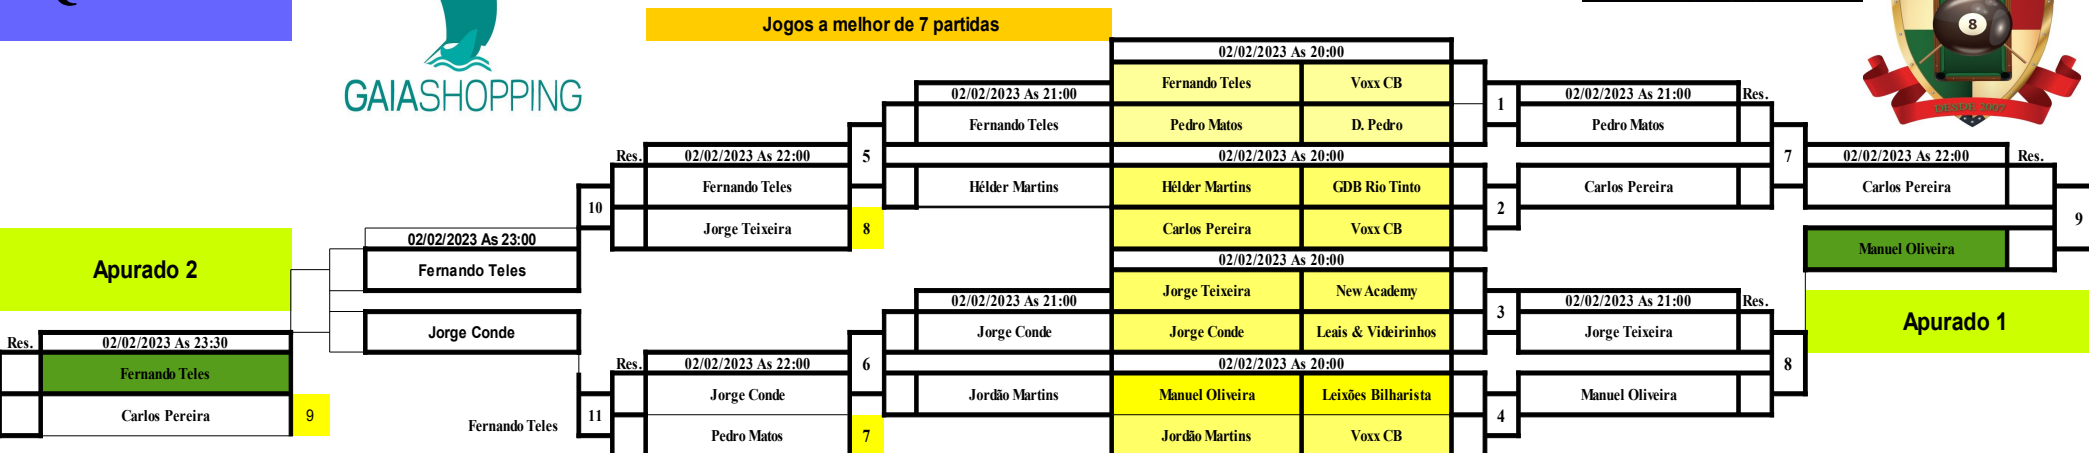 Jogos a melhor de 7 partidas
GAIASHOPPING
8
DESDE 2007
02/02/2023 As 20:00
Fernando Teles Voxx CB
02/02/2023 As 21:00 1 02/02/2023 As 21:00 Res.
Fernando Teles Pedro Matos D. Pedro Pedro Matos
Res. 02/02/2023 As 22:00 5 02/02/2023 As 20:00 7 02/02/2023 As 22:00 Res.
Fernando Teles Hélder Martins Hélder Martins GDB Rio Tinto Carlos Pereira Carlos Pereira
10 2 9
Jorge Teixeira 8 Carlos Pereira Voxx CB
02/02/2023 As 23:00 Manuel Oliveira
Apurado 2 Fernando Teles 02/02/2023 As 20:00
Jorge Teixeira New Academy
02/02/2023 As 21:00 3 02/02/2023 As 21:00 Res.
Jorge Conde Jorge Conde Jorge Conde Leais & Videirinhos Jorge Teixeira Apurado 1
Res. 02/02/2023 As 23:30
Res. 02/02/2023 As 22:00 6 02/02/2023 As 20:00 8
Fernando Teles
Jorge Conde Jordão Martins Manuel Oliveira Leixões Bilharista Manuel Oliveira
Carlos Pereira 9 11 4
Fernando Teles
Pedro Matos 7 Jordão Martins Voxx CB